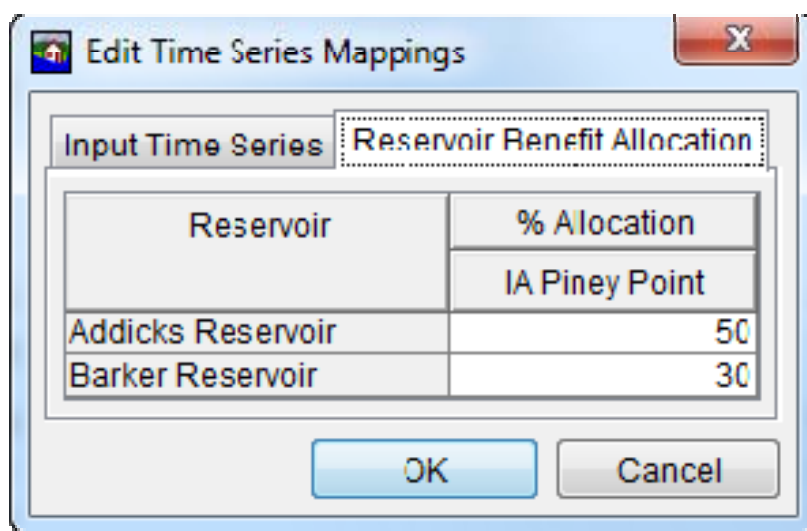 Edit Time Series Mappings
Input Time Series Reservoir Benefit Allocation
Reservoir % Allocation
IA Piney Point
Addicks Reservoir 50
Barker Reservoir 30
OK Cancel